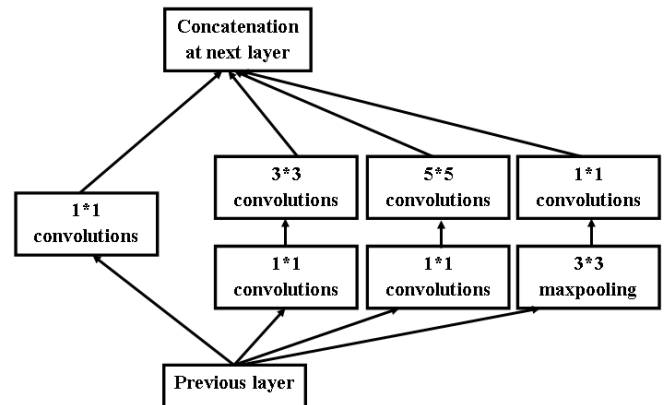 Concatenation
at next layer
3*3
convolutions
5*5
convolutions
1*1
convolutions
1*1
convolutions
1*1
convolutions
1*1
convolutions
3*3
maxpooling
Previous layer